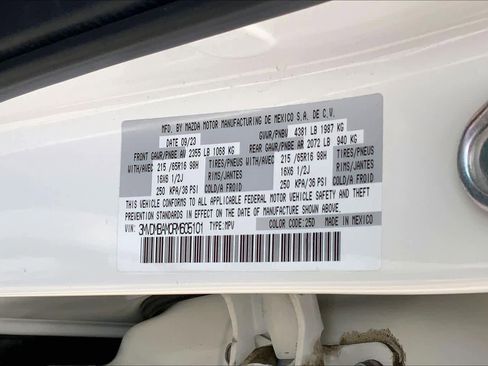 MFD. BY MAZDA MOTOR MANUFACTURING DE MEXICO S.A. DE C.V.
DATE 09/23 GVWR/PNBV 4381 LB 1987 KG
FRONT GAWR/PNBE AV 2355 LB 1068 KG REAR GAWR/PNBE AR 2072 LB 940 KG
WITH/AVEC 215/65R16 98H TIRES/PNEUS WITH/AVEC 215/65R16 98H TIRES/PNEUS
16X6 1/2J RIMS/JANTES 16X6 1/2J RIMS/JANTES
250 KPA/36 PSI COLD/A FROID 250 KPA/36 PSI COLD/A FROID
THIS VEHICLE CONFORMS TO ALL APPLICABLE FEDERAL MOTOR VEHICLE SAFETY AND THEFT
PREVENTION STANDARDS IN EFFECT ON THE DATE OF MANUFACTURE SHOWN ABOVE.
VIN: 3MVDMBAM0RM605101 TYPE:MPV COLOR CODE:25D MADE IN MEXICO